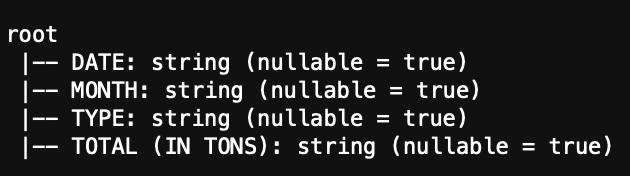 root
 |-- DATE: string (nullable = true)
 |-- MONTH: string (nullable = true)
 |-- TYPE: string (nullable = true)
 |-- TOTAL (IN TONS): string (nullable = true)